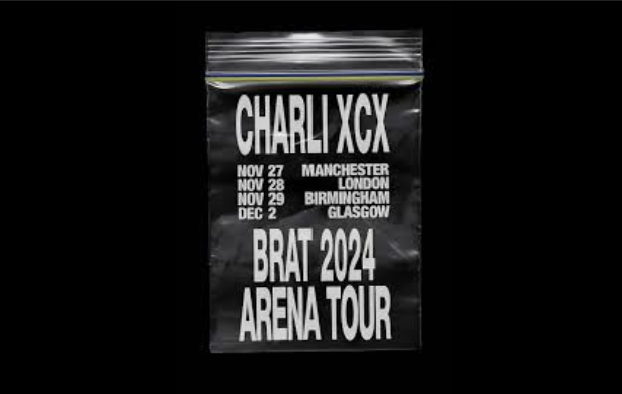 CHARLI XCX
NOV 27 MANCHESTER
NOV 28 LONDON
NOV 29 BIRMINGHAM
DEC 2 GLASGOW
BRAT 2024
ARENA TOUR